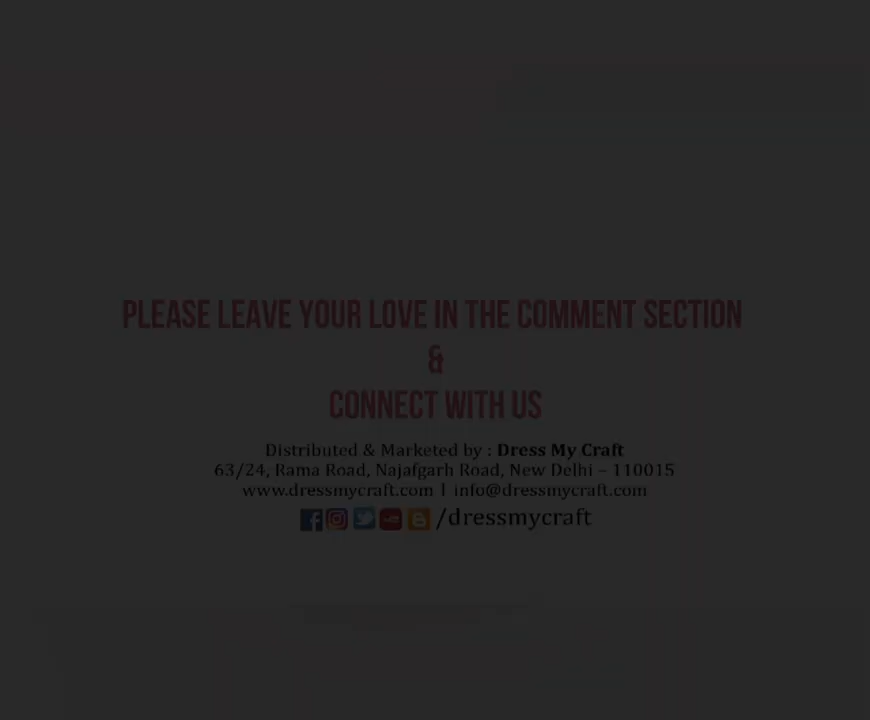 PLEASE LEAVE YOUR LOVE IN THE COMMENT SECTION
&
CONNECT WITH US
Distributed & Marketed by : Dress My Craft
63/24, Rama Road, Najafgarh Road, New Delhi – 110015
www.dressmycraft.com | info@dressmycraft.com
/dressmycraft